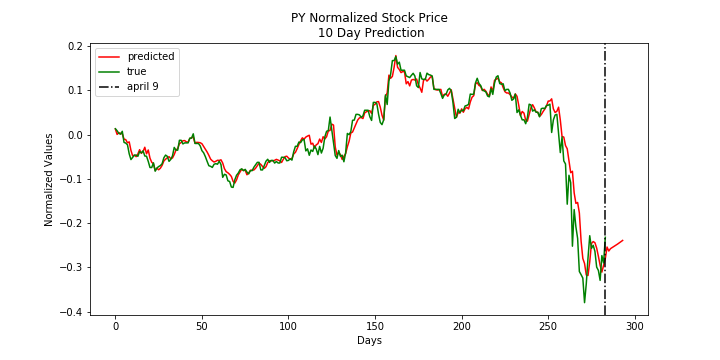 PY Normalized Stock Price
10 Day Prediction
predicted
true
april 9
Normalized Values
0.2
0.1
0.0
−0.1
−0.2
−0.3
−0.4
0
50
100
150
200
250
300
Days